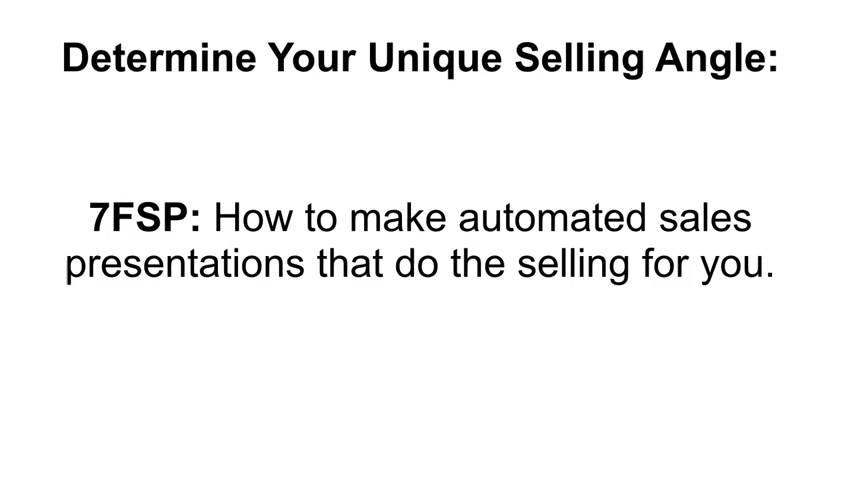 Determine Your Unique Selling Angle:
7FSP: How to make automated sales
presentations that do the selling for you.